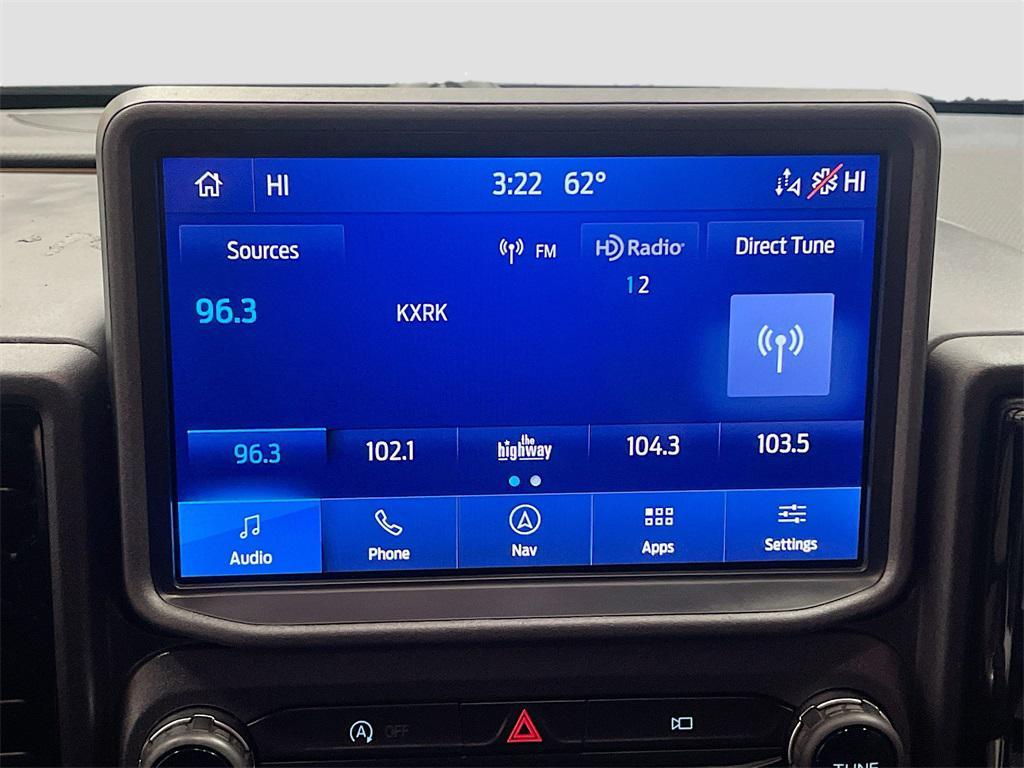 HI 3:22 62° HI
Sources FM HD Radio Direct Tune
1 2
96.3 KXRK
96.3 102.1 the highway 104.3 103.5
Audio Phone Nav Apps Settings
A OFF
TUNE